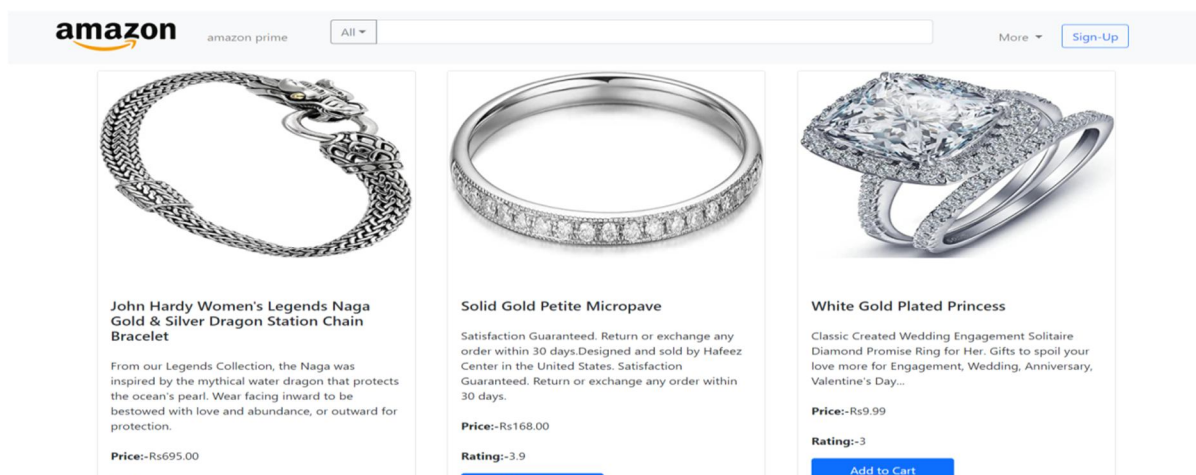 amazon
amazon prime
All
More
Sign-Up
John Hardy Women's Legends Naga
Gold & Silver Dragon Station Chain
Bracelet
From our Legends Collection, the Naga was
inspired by the mythical water dragon that protects
the ocean's pearl. Wear facing inward to be
bestowed with love and abundance, or outward for
protection.
Price:-Rs695.00
Solid Gold Petite Micropave
Satisfaction Guaranteed. Return or exchange any
order within 30 days.Designed and sold by Hafeez
Center in the United States. Satisfaction
Guaranteed. Return or exchange any order within
30 days.
Price:-Rs168.00
Rating:-3.9
White Gold Plated Princess
Classic Created Wedding Engagement Solitaire
Diamond Promise Ring for Her. Gifts to spoil your
love more for Engagement, Wedding, Anniversary,
Valentine's Day...
Price:-Rs9.99
Rating:-3
Add to Cart